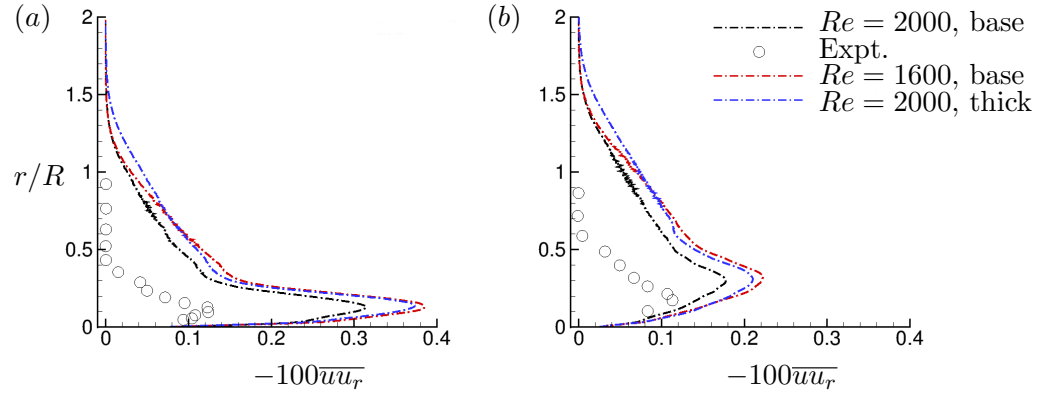 (a)
2
1.5
1
0.5
0
r/R
0 0.1 0.2 0.3 0.4
−100\overline{uu_r}
(b)
2
1.5
1
0.5
0
0 0.1 0.2 0.3 0.4
−100\overline{uu_r}
Re = 2000, base
Expt.
Re = 1600, base
Re = 2000, thick